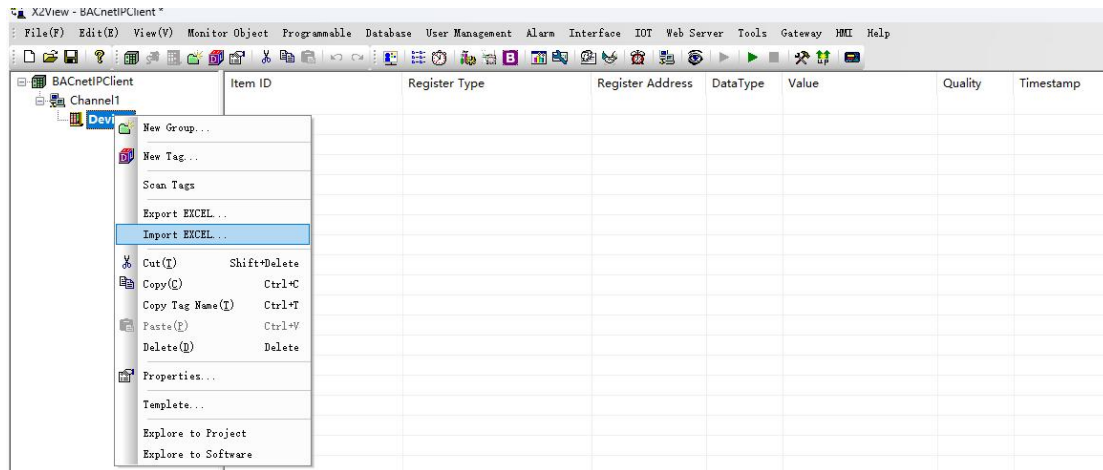 X2View - BACnetIPClient *
File(F) Edit(E) View(V) Monitor Object Programmable Database User Management Alarm Interface IOT Web Server Tools Gateway HMI Help
BACnetIPClient
Item ID Register Type Register Address DataType Value Quality Timestamp
Channel1
Devi
New Group...
New Tag...
Scan Tags
Export EXCEL...
Import EXCEL...
Cut(T) Shift+Delete
Copy(C) Ctrl+C
Copy Tag Name(T) Ctrl+T
Paste(P) Ctrl+V
Delete(D) Delete
Properties...
Templete...
Explore to Project
Explore to Software